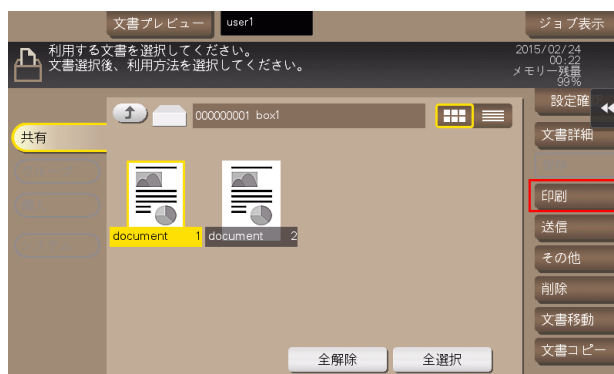 文書プレビュー user1 ジョブ表示
利用する文書を選択してください。
文書選択後、利用方法を選択してください。
2015/02/24
00:22
メモリー残量
99%
設定確
000000001 box1
共有
文書詳細
印刷
送信
その他
削除
文書移動
文書コピー
document 1 document 2
全解除 全選択